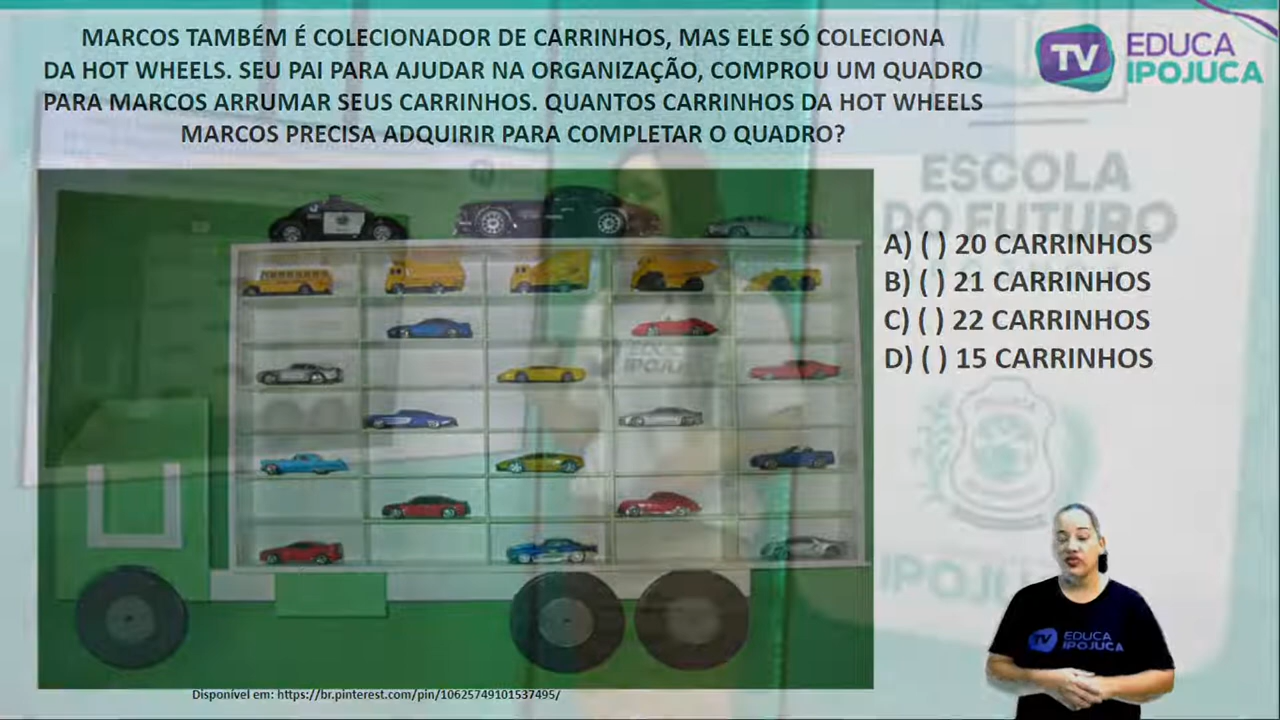 MARCOS TAMBÉM É COLECIONADOR DE CARRINHOS, MAS ELE SÓ COLECIONA
DA HOT WHEELS. SEU PAI PARA AJUDAR NA ORGANIZAÇÃO, COMPROU UM QUADRO
PARA MARCOS ARRUMAR SEUS CARRINHOS. QUANTOS CARRINHOS DA HOT WHEELS
MARCOS PRECISA ADQUIRIR PARA COMPLETAR O QUADRO?
TV EDUCA
IPOJUCA
ESCOLA
DO FUTURO
A) ( ) 20 CARRINHOS
B) ( ) 21 CARRINHOS
C) ( ) 22 CARRINHOS
D) ( ) 15 CARRINHOS
EDUCA
IPOJUCA
IPOJUCA
TV EDUCA
IPOJUCA
Disponível em: https://br.pinterest.com/pin/10625749101537495/